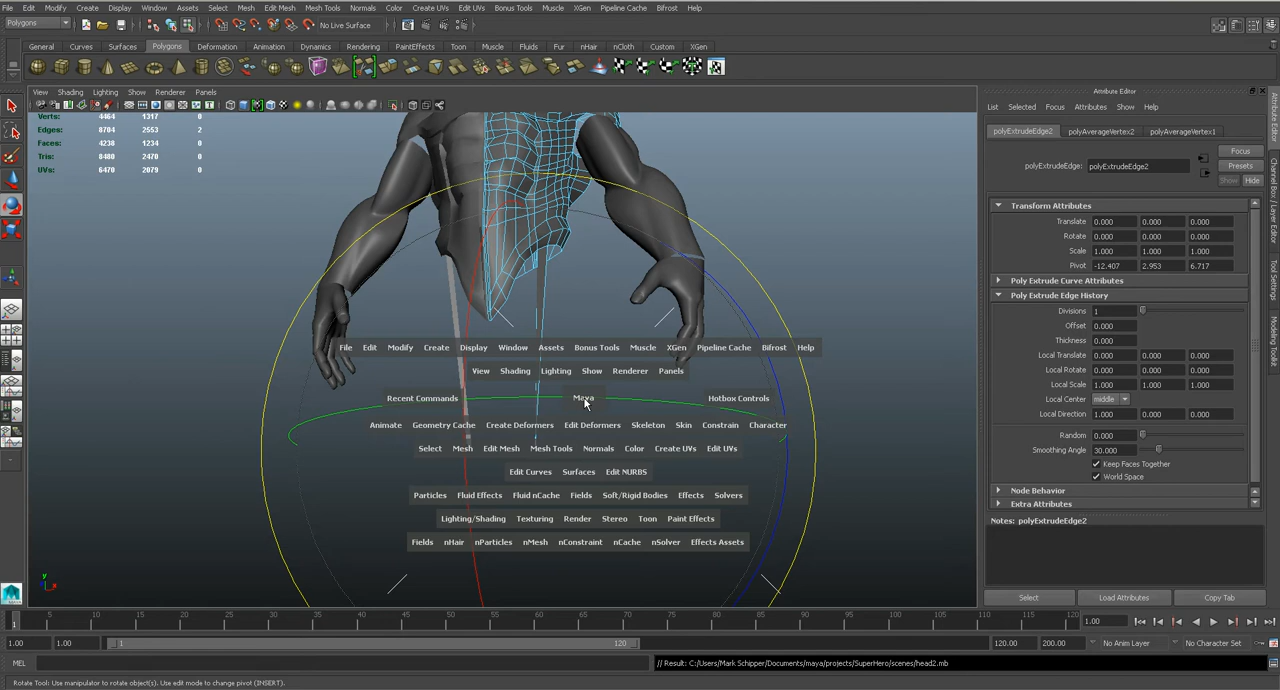 File Edit Modify Create Display Window Assets Select Mesh Edit Mesh Mesh Tools Normals Color Create UVs Edit UVs Bonus Tools Muscle XGen Pipeline Cache Bifrost Help
Polygons No Live Surface
General Curves Surfaces Polygons Deformation Animation Dynamics Rendering PaintEffects Toon Muscle Fluids Fur nHair nCloth Custom XGen
View Shading Lighting Show Renderer Panels
Attribute Editor
List Selected Focus Attributes Show Help
Verts: 4464 1317 0
Edges: 8704 2553 2
Faces: 4238 1234 0
Tris: 8480 2470 0
UVs: 6470 2079 0
polyExtrudeEdge2 polyAverageVertex2 polyAverageVertex1
Focus
polyExtrudeEdge: polyExtrudeEdge2 Presets
Show Hide
Transform Attributes
Translate 0.000 0.000 0.000
Rotate 0.000 0.000 0.000
Scale 1.000 1.000 1.000
Pivot -12.407 2.953 6.717
Poly Extrude Curve Attributes
Poly Extrude Edge History
Divisions 1
Offset 0.000
Thickness 0.000
Local Translate 0.000 0.000 0.000
Local Rotate 0.000 0.000 0.000
Local Scale 1.000 1.000 1.000
Local Center middle
Local Direction 1.000 0.000 0.000
Random 0.000
Smoothing Angle 30.000
Keep Faces Together
World Space
Node Behavior
Extra Attributes
Notes: polyExtrudeEdge2
Select Load Attributes Copy Tab
Attribute Editor
Channel Box / Layer Editor
Tool Settings
Modeling Toolkit
File Edit Modify Create Display Window Assets Bonus Tools Muscle XGen Pipeline Cache Bifrost Help
View Shading Lighting Show Renderer Panels
Recent Commands Maya Hotbox Controls
Animate Geometry Cache Create Deformers Edit Deformers Skeleton Skin Constrain Character
Select Mesh Edit Mesh Mesh Tools Normals Color Create UVs Edit UVs
Edit Curves Surfaces Edit NURBS
Particles Fluid Effects Fluid nCache Fields Soft/Rigid Bodies Effects Solvers
Lighting/Shading Texturing Render Stereo Toon Paint Effects
Fields nHair nParticles nMesh nConstraint nCache nSolver Effects Assets
y
5 10 15 20 25 30 35 40 45 50 55 60 65 70 75 80 85 90 95 100 105 110 115 120
1 1.00
1.00 1.00 1 120 120.00 200.00 No Anim Layer No Character Set
MEL // Result: C:/Users/Mark Schipper/Documents/maya/projects/SuperHero/scenes/head2.mb
Rotate Tool: Use manipulator to rotate object(s). Use edit mode to change pivot (INSERT).